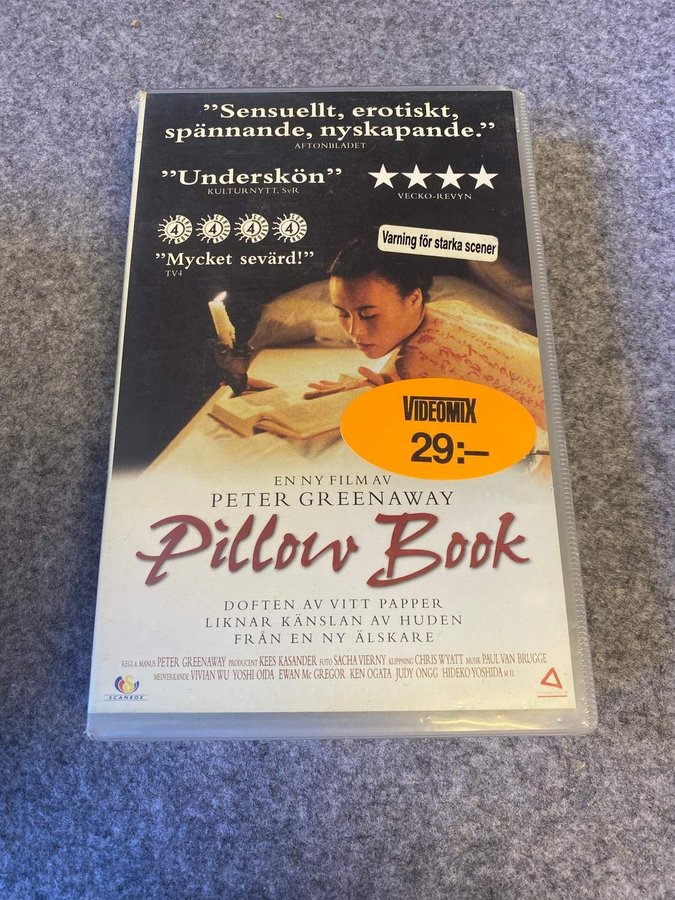 ”Sensuellt, erotiskt,
spännande, nyskapande.”
AFTONBLADET
”Underskön”
KULTURNYTT, SvR
VECKO-REVYN
4 4 4 4
”Mycket sevärd!”
TV4
Varning för starka scener
VIDEOMIX
29:–
EN NY FILM AV
PETER GREENAWAY
Pillow Book
DOFTEN AV VITT PAPPER
LIKNAR KÄNSLAN AV HUDEN
FRÅN EN NY ÄLSKARE
REGI & MANUS PETER GREENAWAY PRODUCENT KEES KASANDER FOTO SACHA VIERNY KLIPPNING CHRIS WYATT MUSIK PAUL VAN BRUGGE
MEDVERKANDE VIVIAN WU YOSHI OIDA EWAN Mc GREGOR KEN OGATA JUDY ONGG HIDEKO YOSHIDA M FL
SCANBOX